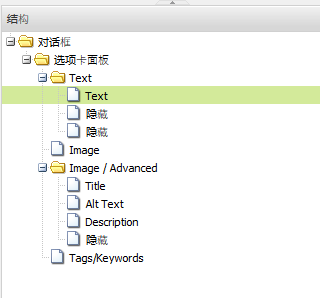 结构
对话框
选项卡面板
Text
Text
隐藏
隐藏
Image
Image / Advanced
Title
Alt Text
Description
隐藏
Tags/Keywords